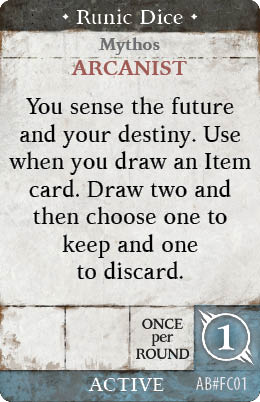 • Runic Dice •
Mythos
ARCANIST
You sense the future
and your destiny. Use
when you draw an Item
card. Draw two and
then choose one to
keep and one
to discard.
ONCE
per
ROUND
1
ACTIVE
AB#FC01